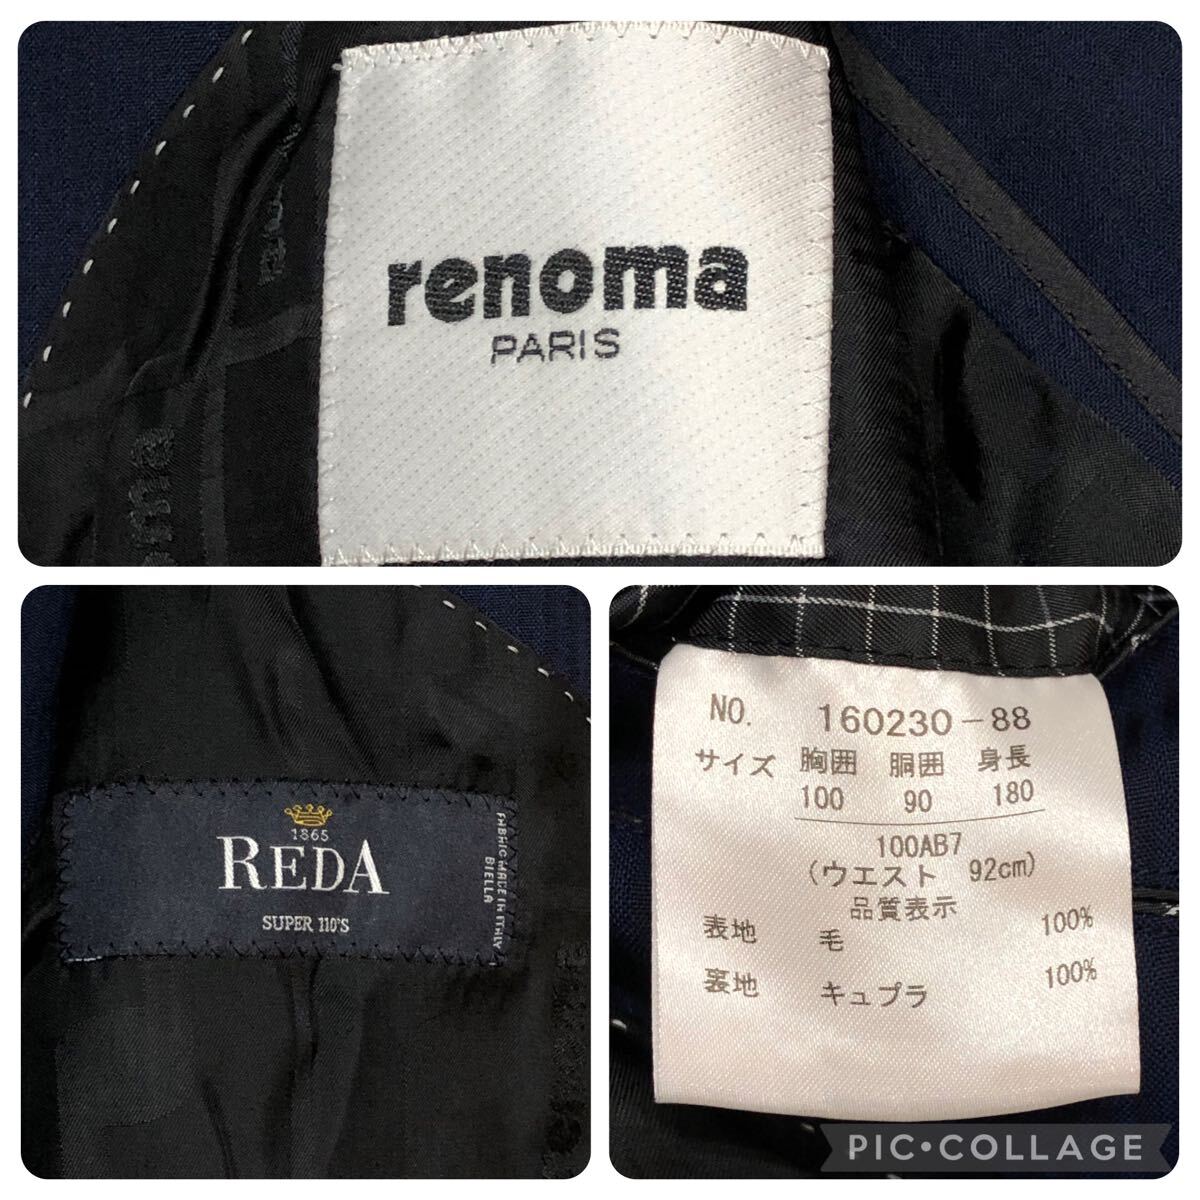 renoma
PARIS
oma
1865
REDA
SUPER 110'S
FABRIC MADE IN ITALY
BIELLA
NO. 160230-88
サイズ 胸囲 胴囲 身長
100 90 180
100AB7
(ウエスト 92cm)
品質表示
表地 毛 100%
裏地 キュプラ 100%
PIC•COLLAGE